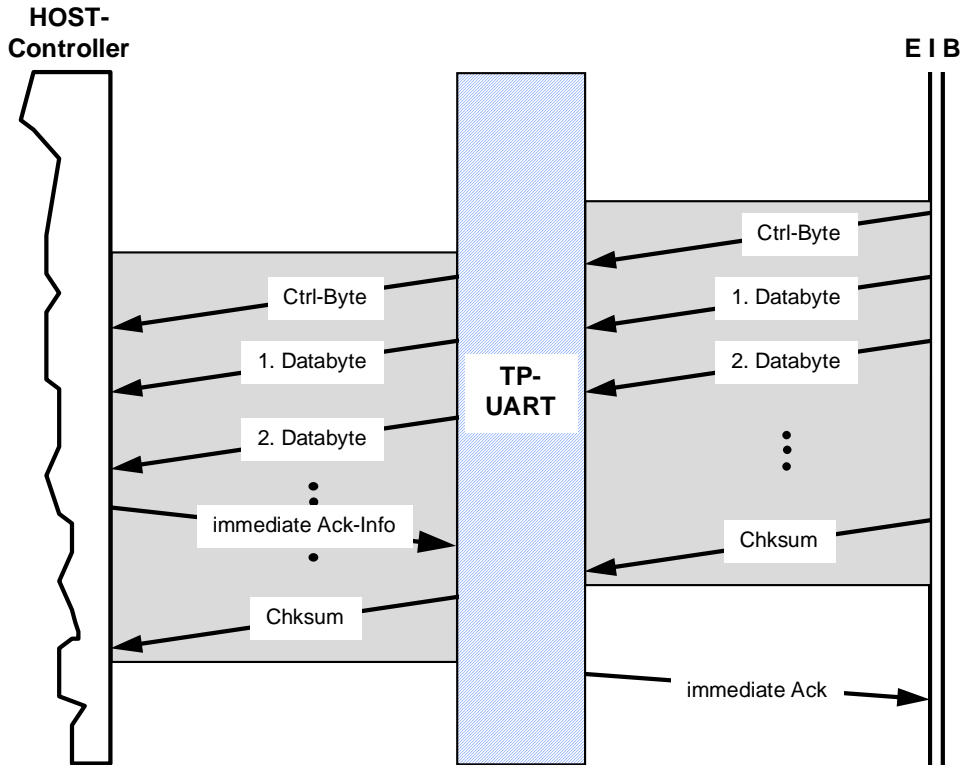 HOST-
Controller
E I B
Ctrl-Byte
1. Databyte
2. Databyte
Chksum
immediate Ack
TP-
UART
Ctrl-Byte
1. Databyte
2. Databyte
immediate Ack-Info
Chksum